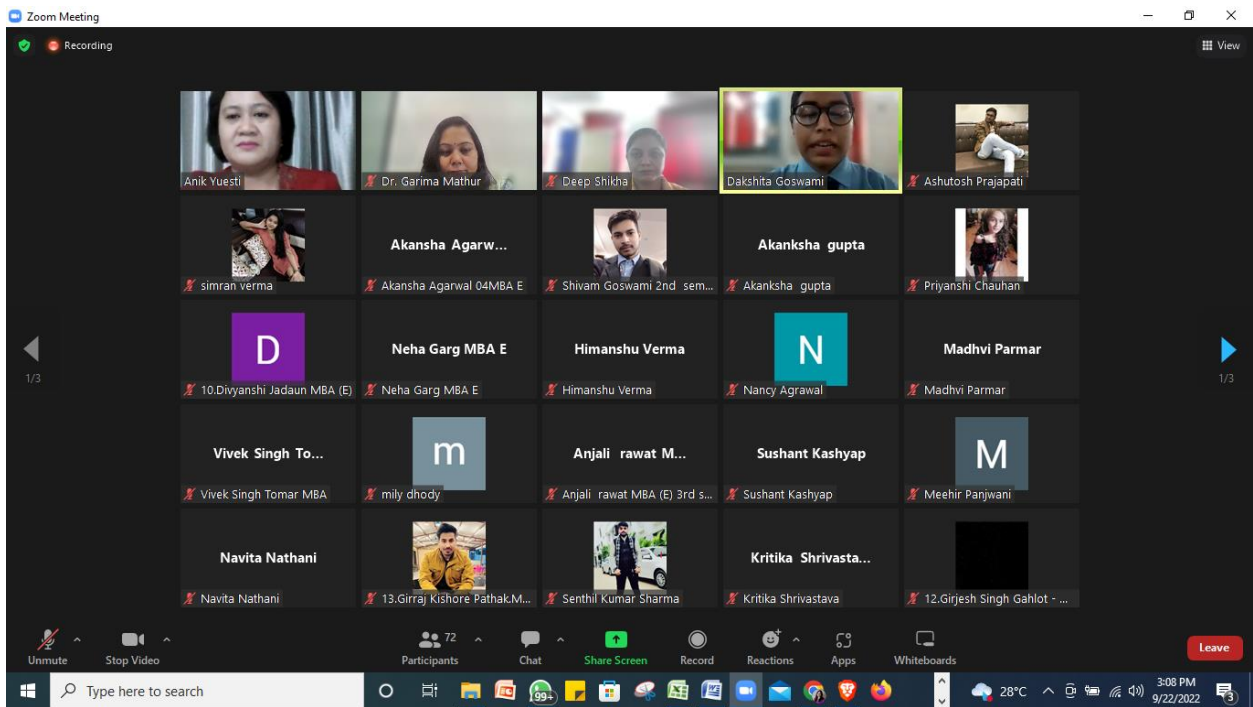 Zoom Meeting
Recording
View
Anik Yuesti
Dr. Garima Mathur
Deep Shikha
Dakshita Goswami
Ashutosh Prajapati
simran verma
Akansha Agarw...
Akansha Agarwal 04MBA E
Shivam Goswami 2nd sem...
Akanksha gupta
Akanksha gupta
Priyanshi Chauhan
D
10.Divyanshi Jadaun MBA (E)
Neha Garg MBA E
Neha Garg MBA E
Himanshu Verma
Himanshu Verma
N
Nancy Agrawal
Madhvi Parmar
Madhvi Parmar
1/3
1/3
Vivek Singh To...
Vivek Singh Tomar MBA
m
mily dhody
Anjali rawat M...
Anjali rawat MBA (E) 3rd s...
Sushant Kashyap
Sushant Kashyap
M
Meehir Panjwani
Navita Nathani
Navita Nathani
13.Girraj Kishore Pathak.M...
Senthil Kumar Sharma
Kritika Shrivasta...
Kritika Shrivastava
12.Girjesh Singh Gahlot - ...
Unmute
Stop Video
72
Participants
Chat
Share Screen
Record
Reactions
Apps
Whiteboards
Leave
Type here to search
99+
28°C
3:08 PM
9/22/2022
3